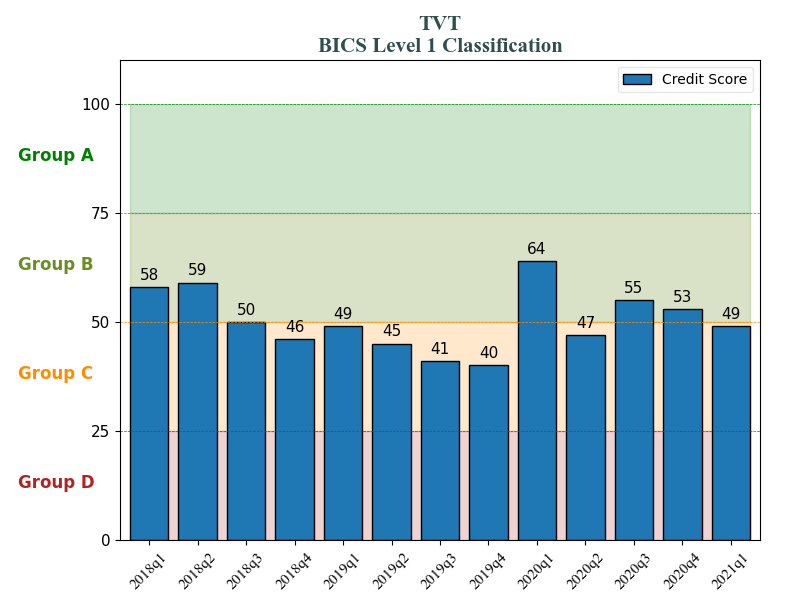 TVT
BICS Level 1 Classification
Credit Score
100
Group A
75
Group B
64
58
59
50
46
49
45
41
40
47
55
53
49
50
Group C
25
Group D
0
2018q1
2018q2
2018q3
2018q4
2019q1
2019q2
2019q3
2019q4
2020q1
2020q2
2020q3
2020q4
2021q1